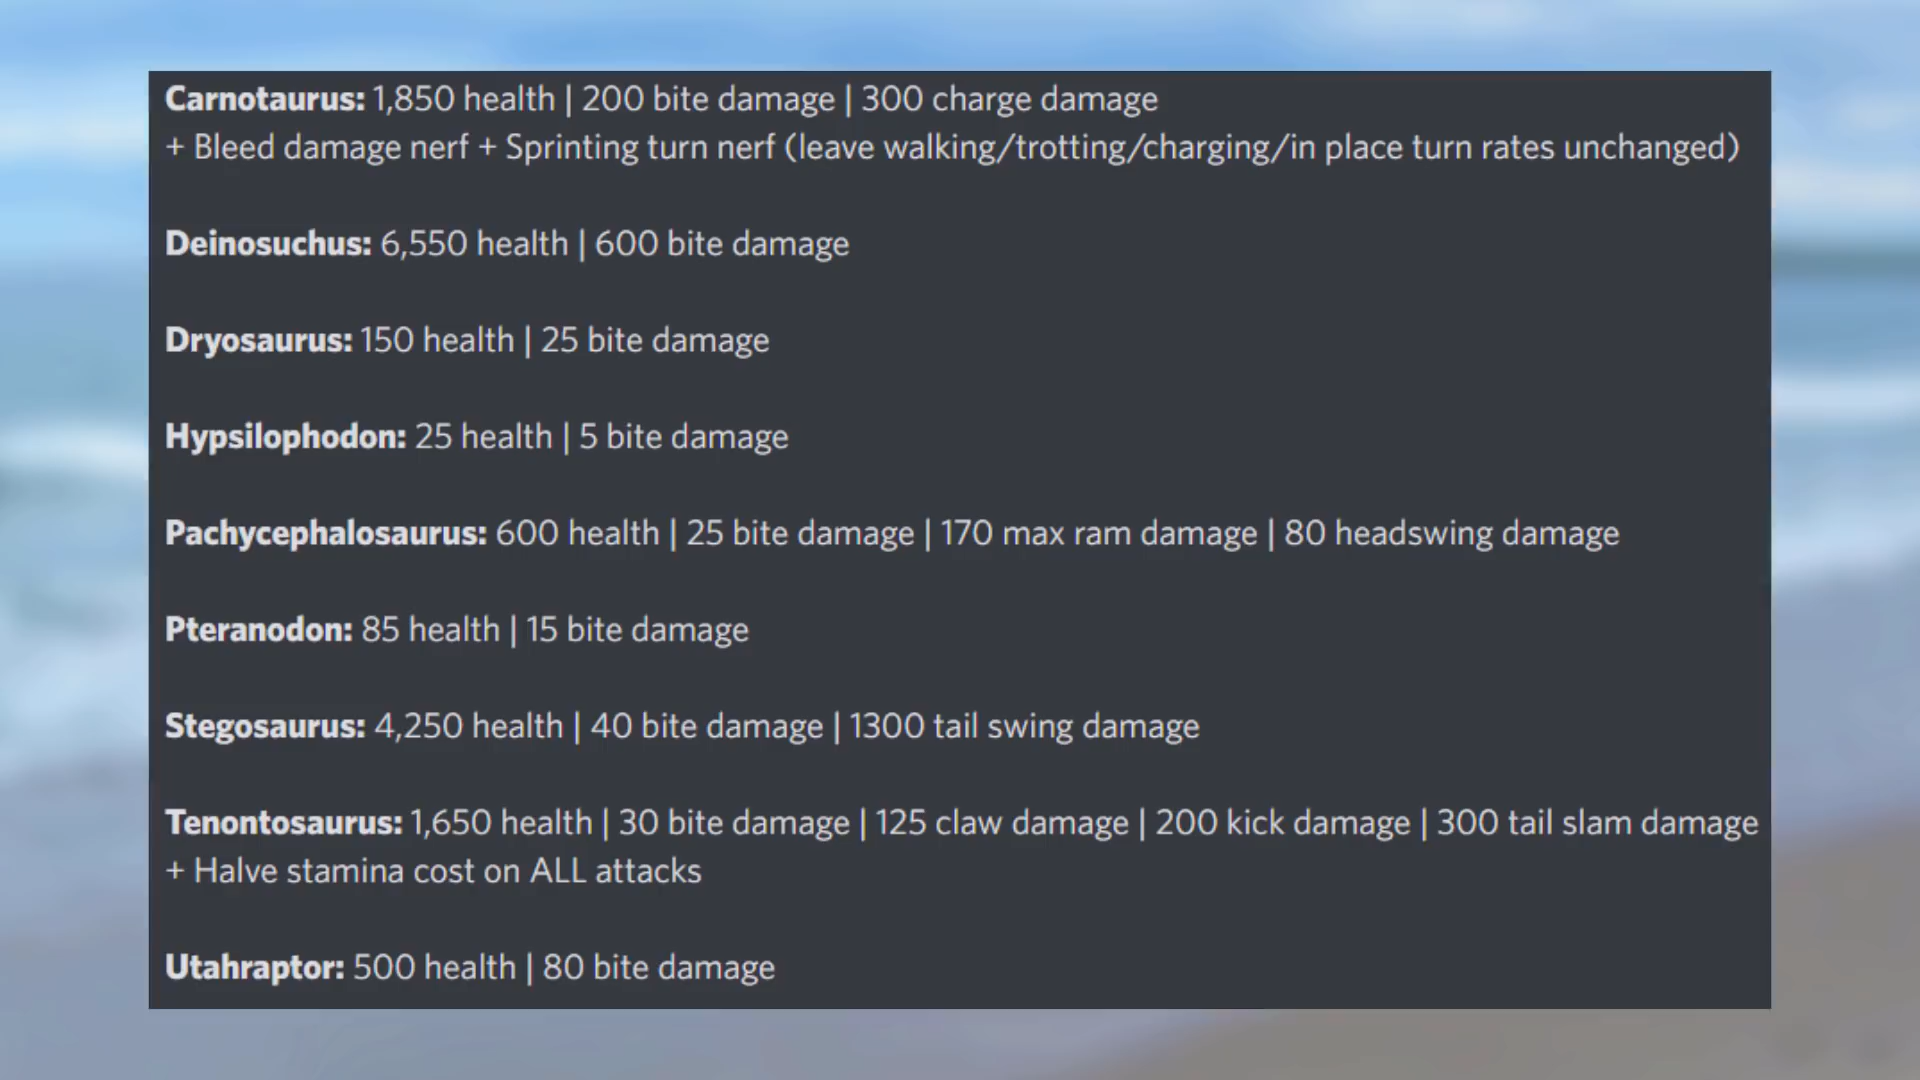 Carnotaurus: 1,850 health | 200 bite damage | 300 charge damage
+ Bleed damage nerf + Sprinting turn nerf (leave walking/trotting/charging/in place turn rates unchanged)
Deinosuchus: 6,550 health | 600 bite damage
Dryosaurus: 150 health | 25 bite damage
Hypsilophodon: 25 health | 5 bite damage
Pachycephalosaurus: 600 health | 25 bite damage | 170 max ram damage | 80 headswing damage
Pteranodon: 85 health | 15 bite damage
Stegosaurus: 4,250 health | 40 bite damage | 1300 tail swing damage
Tenontosaurus: 1,650 health | 30 bite damage | 125 claw damage | 200 kick damage | 300 tail slam damage
+ Halve stamina cost on ALL attacks
Utahraptor: 500 health | 80 bite damage